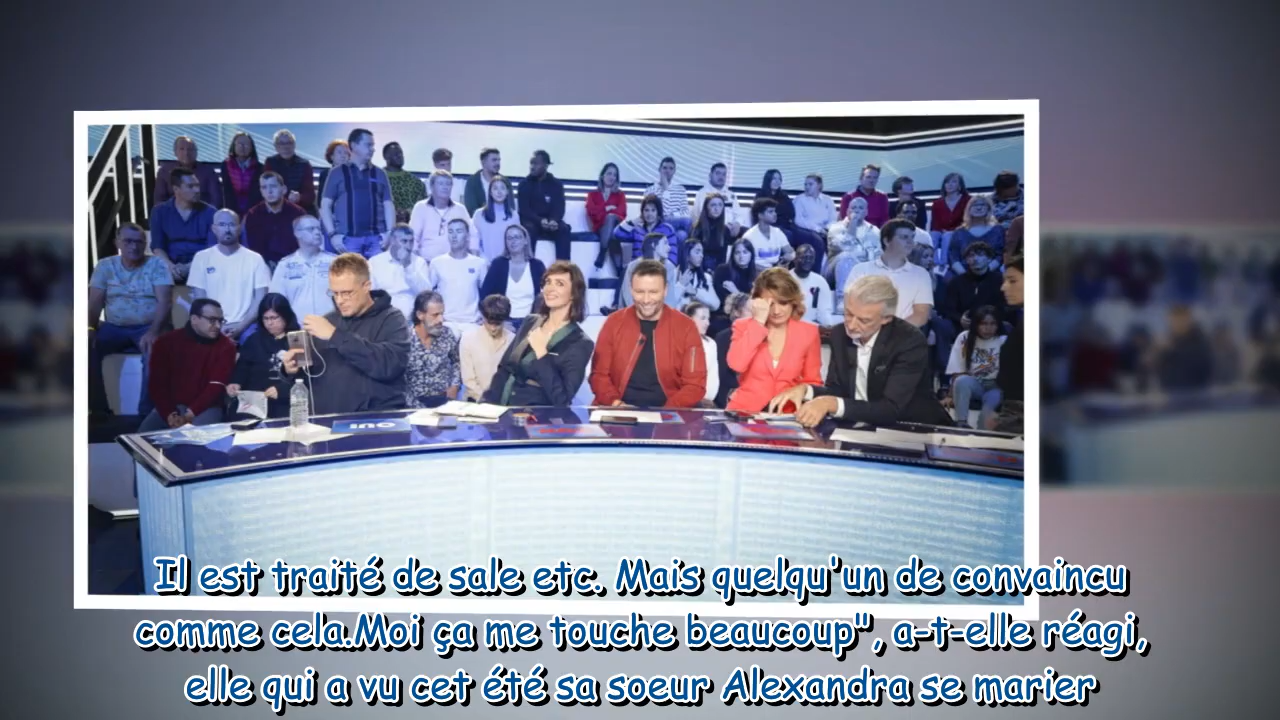 Il est traité de sale etc. Mais quelqu'un de convaincu
comme cela.Moi ça me touche beaucoup", a-t-elle réagi,
elle qui a vu cet été sa soeur Alexandra se marier